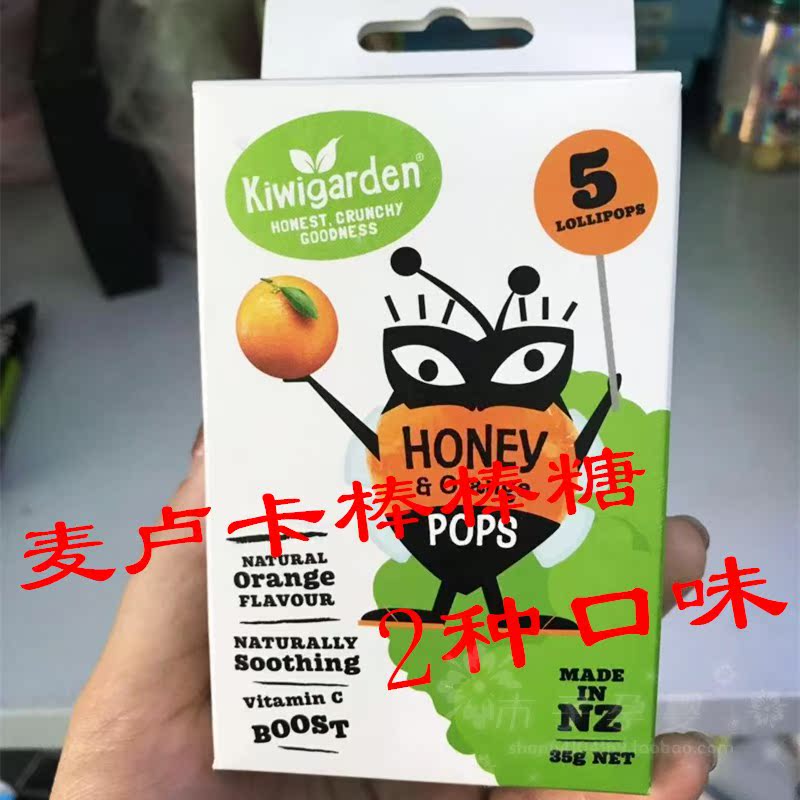 Kiwigarden®
HONEST, CRUNCHY
GOODNESS
5
LOLLIPOPS
HONEY
& Orange
POPS
麦卢卡棒棒糖
2种口味
NATURAL
Orange
FLAVOUR
NATURALLY
Soothing
Vitamin C
BOOST
MADE
IN
NZ
35g NET